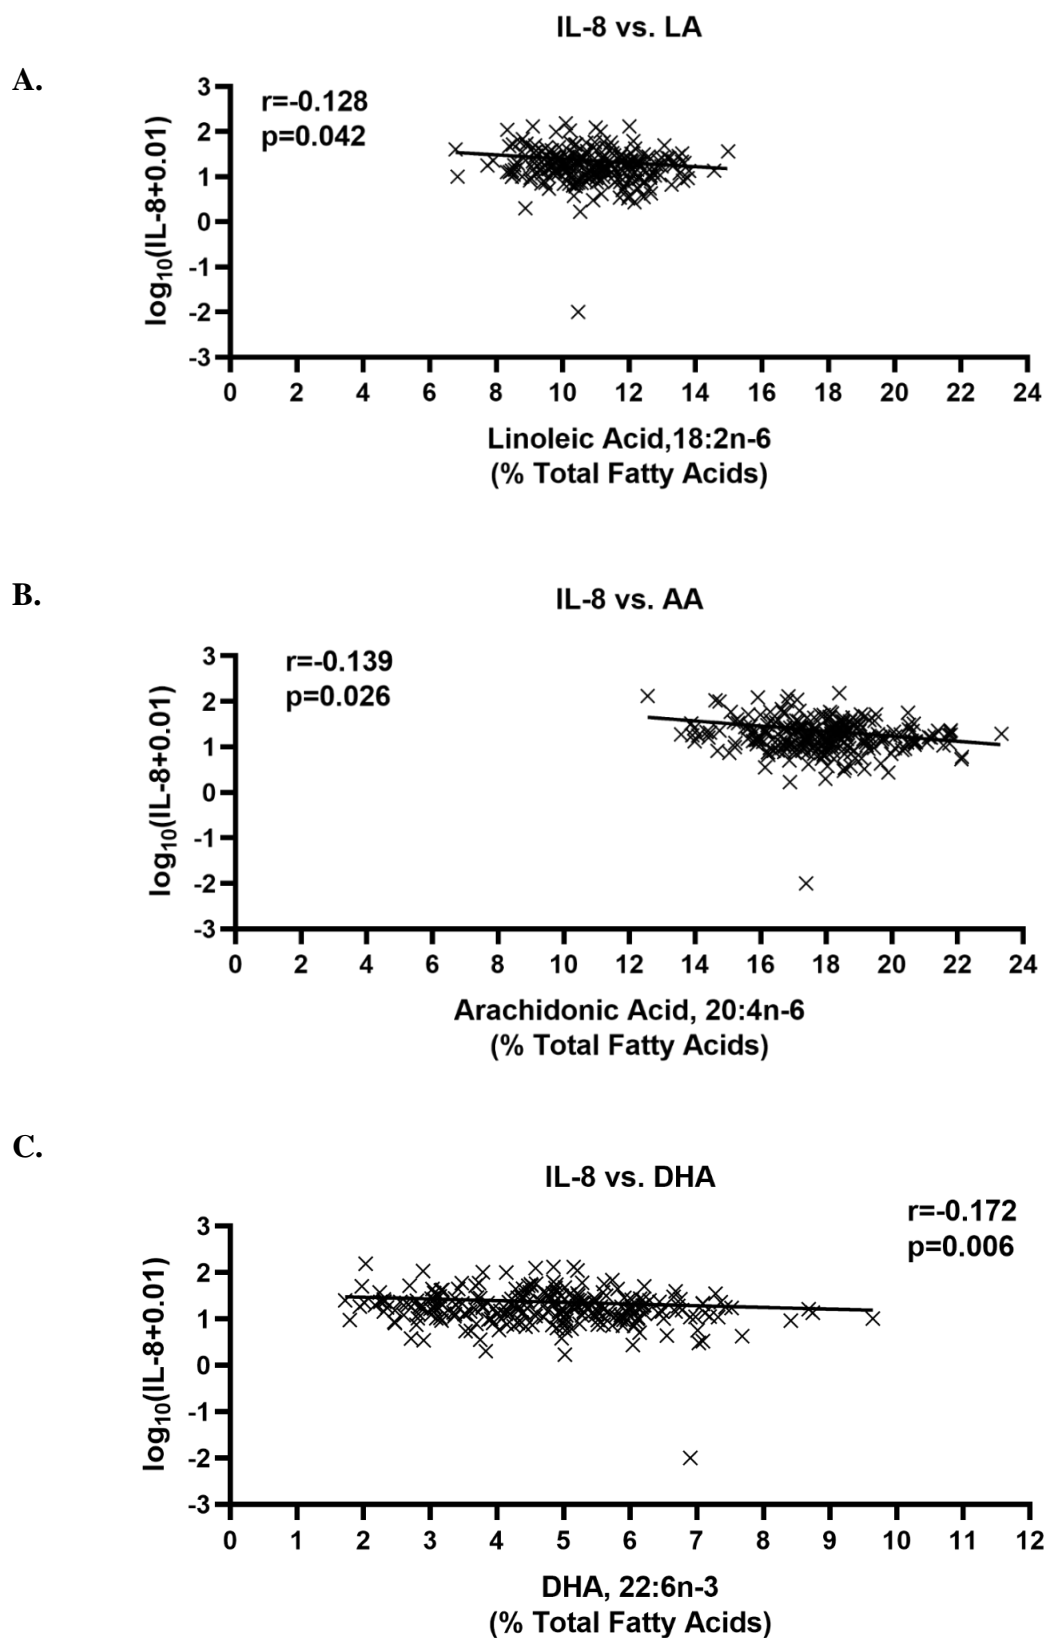 IL-8 vs. LA
A.
r=-0.128
p=0.042
3
2
1
0
-1
-2
-3
log10(IL-8+0.01)
0 2 4 6 8 10 12 14 16 18 20 22 24
Linoleic Acid,18:2n-6
(% Total Fatty Acids)
B.
IL-8 vs. AA
r=-0.139
p=0.026
3
2
1
0
-1
-2
-3
log10(IL-8+0.01)
0 2 4 6 8 10 12 14 16 18 20 22 24
Arachidonic Acid, 20:4n-6
(% Total Fatty Acids)
C.
IL-8 vs. DHA
r=-0.172
p=0.006
3
2
1
0
-1
-2
-3
log10(IL-8+0.01)
0 1 2 3 4 5 6 7 8 9 10 11 12
DHA, 22:6n-3
(% Total Fatty Acids)